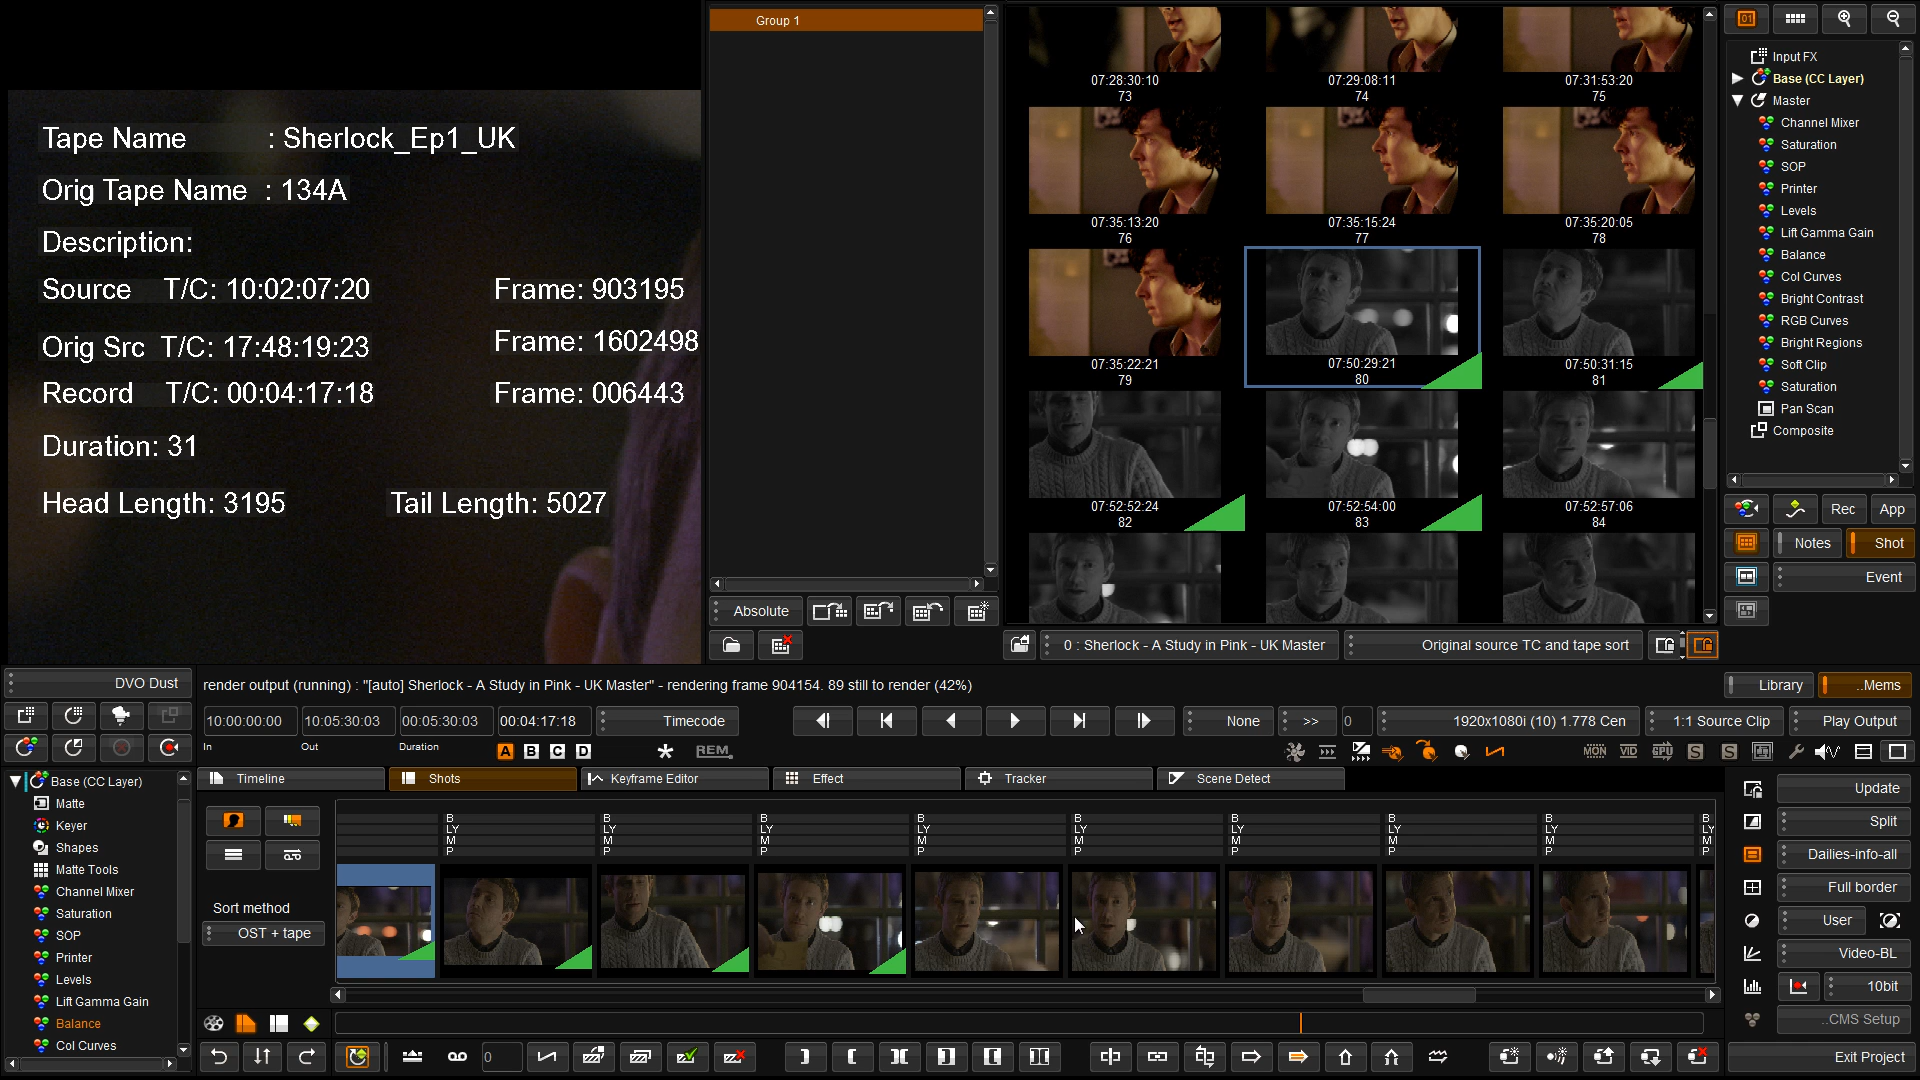 Tape Name : Sherlock_Ep1_UK
Orig Tape Name : 134A
Description:
Source T/C: 10:02:07:20 Frame: 903195
Orig Src T/C: 17:48:19:23 Frame: 1602498
Record T/C: 00:04:17:18 Frame: 006443
Duration: 31
Head Length: 3195 Tail Length: 5027
Group 1
Absolute
07:28:30:10 07:29:08:11 07:31:53:20
73 74 75
07:35:13:20 07:35:15:24 07:35:20:05
76 77 78
07:35:22:21 07:50:29:21 07:50:31:15
79 80 81
07:52:52:24 07:52:54:00 07:52:57:06
82 83 84
0 : Sherlock - A Study in Pink - UK Master
Original source TC and tape sort
01
Input FX
Base (CC Layer)
Master
Channel Mixer
Saturation
SOP
Printer
Levels
Lift Gamma Gain
Balance
Col Curves
Bright Contrast
RGB Curves
Bright Regions
Soft Clip
Saturation
Pan Scan
Composite
Rec App
Notes Shot
Event
DVO Dust
render output (running) : "[auto] Sherlock - A Study in Pink - UK Master" - rendering frame 904154. 89 still to render (42%)
Library ..Mems
10:00:00:00 10:05:30:03 00:05:30:03 00:04:17:18 Timecode
None >> 0 1920x1080i (10) 1.778 Cen 1:1 Source Clip Play Output
In Out Duration A B C D REM
MON VID GPU S S
Timeline Shots Keyframe Editor Effect Tracker Scene Detect
Base (CC Layer)
Matte
Keyer
Shapes
Matte Tools
Channel Mixer
Saturation
SOP
Printer
Levels
Lift Gamma Gain
Balance
Col Curves
Sort method
OST + tape
B B B B B B B B B
LY LY LY LY LY LY LY LY LY
M M M M M M M M M
P P P P P P P P P
Update
Split
Dailies-info-all
Full border
User
Video-BL
10bit
..CMS Setup
0
Exit Project